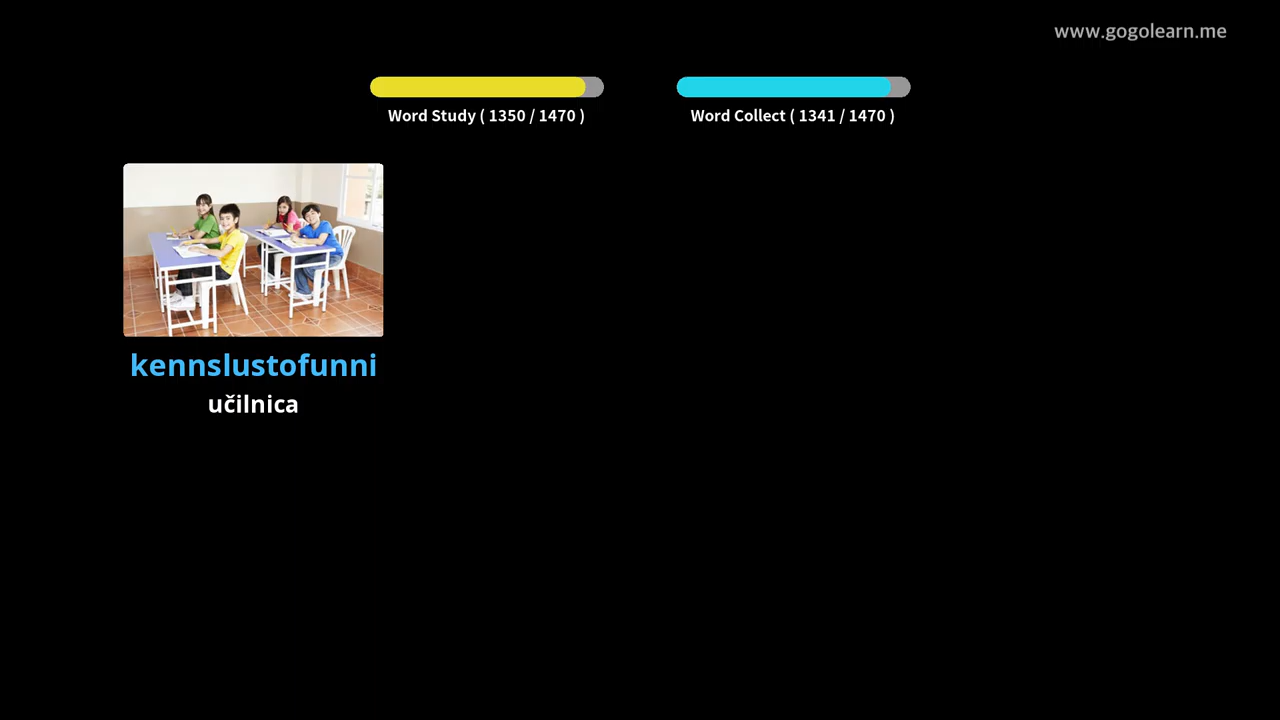 www.gogolearn.me
Word Study ( 1350 / 1470 )
Word Collect ( 1341 / 1470 )
kennslustofunni
učilnica